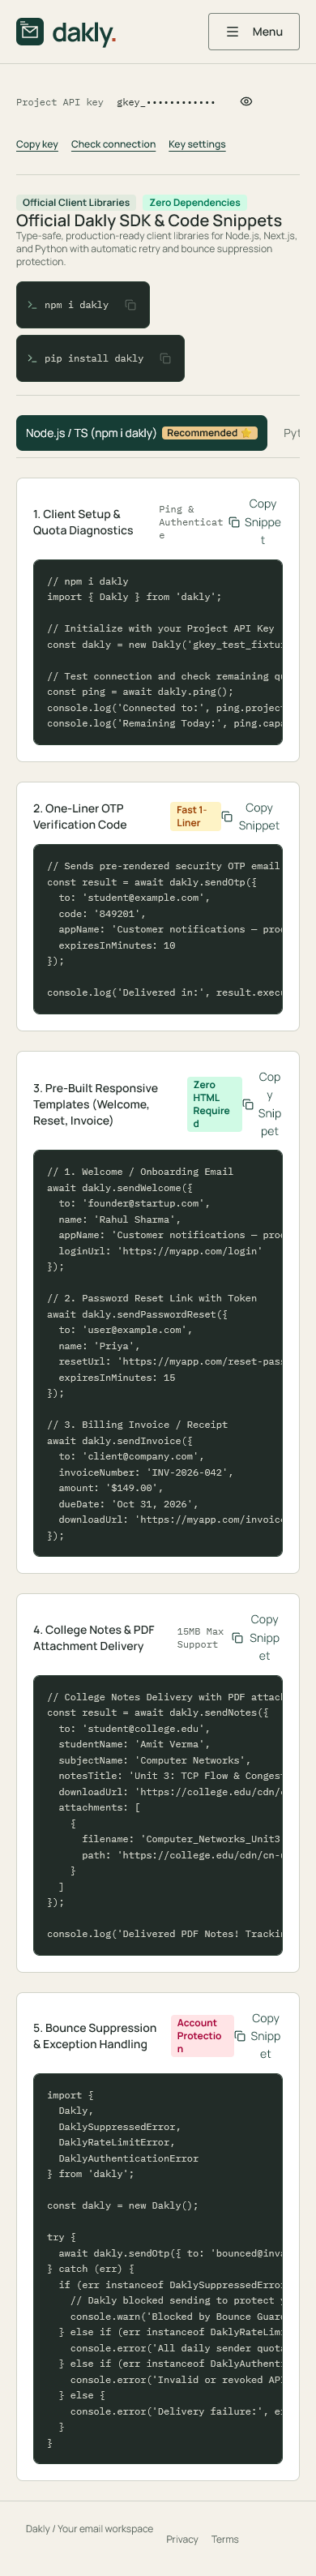 dakly.
Menu
Project API key gkey_••••••••••••
Copy key Check connection Key settings
Official Client Libraries Zero Dependencies
Official Dakly SDK & Code Snippets
Type-safe, production-ready client libraries for Node.js, Next.js,
and Python with automatic retry and bounce suppression
protection.
npm i dakly
pip install dakly
Node.js / TS (npm i dakly) Recommended ⭐
1. Client Setup &
Quota Diagnostics
Ping &
Authenticat
e
Copy
Snippe
t
// npm i dakly
import { Dakly } from 'dakly';
// Initialize with your Project API Key
const dakly = new Dakly('gkey_test_fixtu
// Test connection and check remaining qu
const ping = await dakly.ping();
console.log('Connected to:', ping.project
console.log('Remaining Today:', ping.capa
2. One-Liner OTP
Verification Code
Fast 1-
Liner
Copy
Snippet
// Sends pre-rendered security OTP email
const result = await dakly.sendOtp({
to: 'student@example.com',
code: '849201',
appName: 'Customer notifications — prod
expiresInMinutes: 10
});
console.log('Delivered in:', result.execu
3. Pre-Built Responsive
Templates (Welcome,
Reset, Invoice)
Zero
HTML
Require
d
Cop
y
Snip
pet
// 1. Welcome / Onboarding Email
await dakly.sendWelcome({
to: 'founder@startup.com',
name: 'Rahul Sharma',
appName: 'Customer notifications — prod
loginUrl: 'https://myapp.com/login'
});
// 2. Password Reset Link with Token
await dakly.sendPasswordReset({
to: 'user@example.com',
name: 'Priya',
resetUrl: 'https://myapp.com/reset-pass
expiresInMinutes: 15
});
// 3. Billing Invoice / Receipt
await dakly.sendInvoice({
to: 'client@company.com',
invoiceNumber: 'INV-2026-042',
amount: '$149.00',
dueDate: 'Oct 31, 2026',
downloadUrl: 'https://myapp.com/invoice
});
4. College Notes & PDF
Attachment Delivery
15MB Max
Support
Copy
Snipp
et
// College Notes Delivery with PDF attach
const result = await dakly.sendNotes({
to: 'student@college.edu',
studentName: 'Amit Verma',
subjectName: 'Computer Networks',
notesTitle: 'Unit 3: TCP Flow & Congest
downloadUrl: 'https://college.edu/cdn/c
attachments: [
{
filename: 'Computer_Networks_Unit3
path: 'https://college.edu/cdn/cn-u
}
]
});
console.log('Delivered PDF Notes! Trackin
5. Bounce Suppression
& Exception Handling
Account
Protectio
n
Copy
Snipp
et
import {
Dakly,
DaklySuppressedError,
DaklyRateLimitError,
DaklyAuthenticationError
} from 'dakly';
const dakly = new Dakly();
try {
await dakly.sendOtp({ to: 'bounced@inva
} catch (err) {
if (err instanceof DaklySuppressedError
// Dakly blocked sending to protect y
console.warn('Blocked by Bounce Guar
} else if (err instanceof DaklyRateLimi
console.error('All daily sender quota
} else if (err instanceof DaklyAuthenti
console.error('Invalid or revoked API
} else {
console.error('Delivery failure:', er
}
}
Dakly / Your email workspace
Privacy Terms